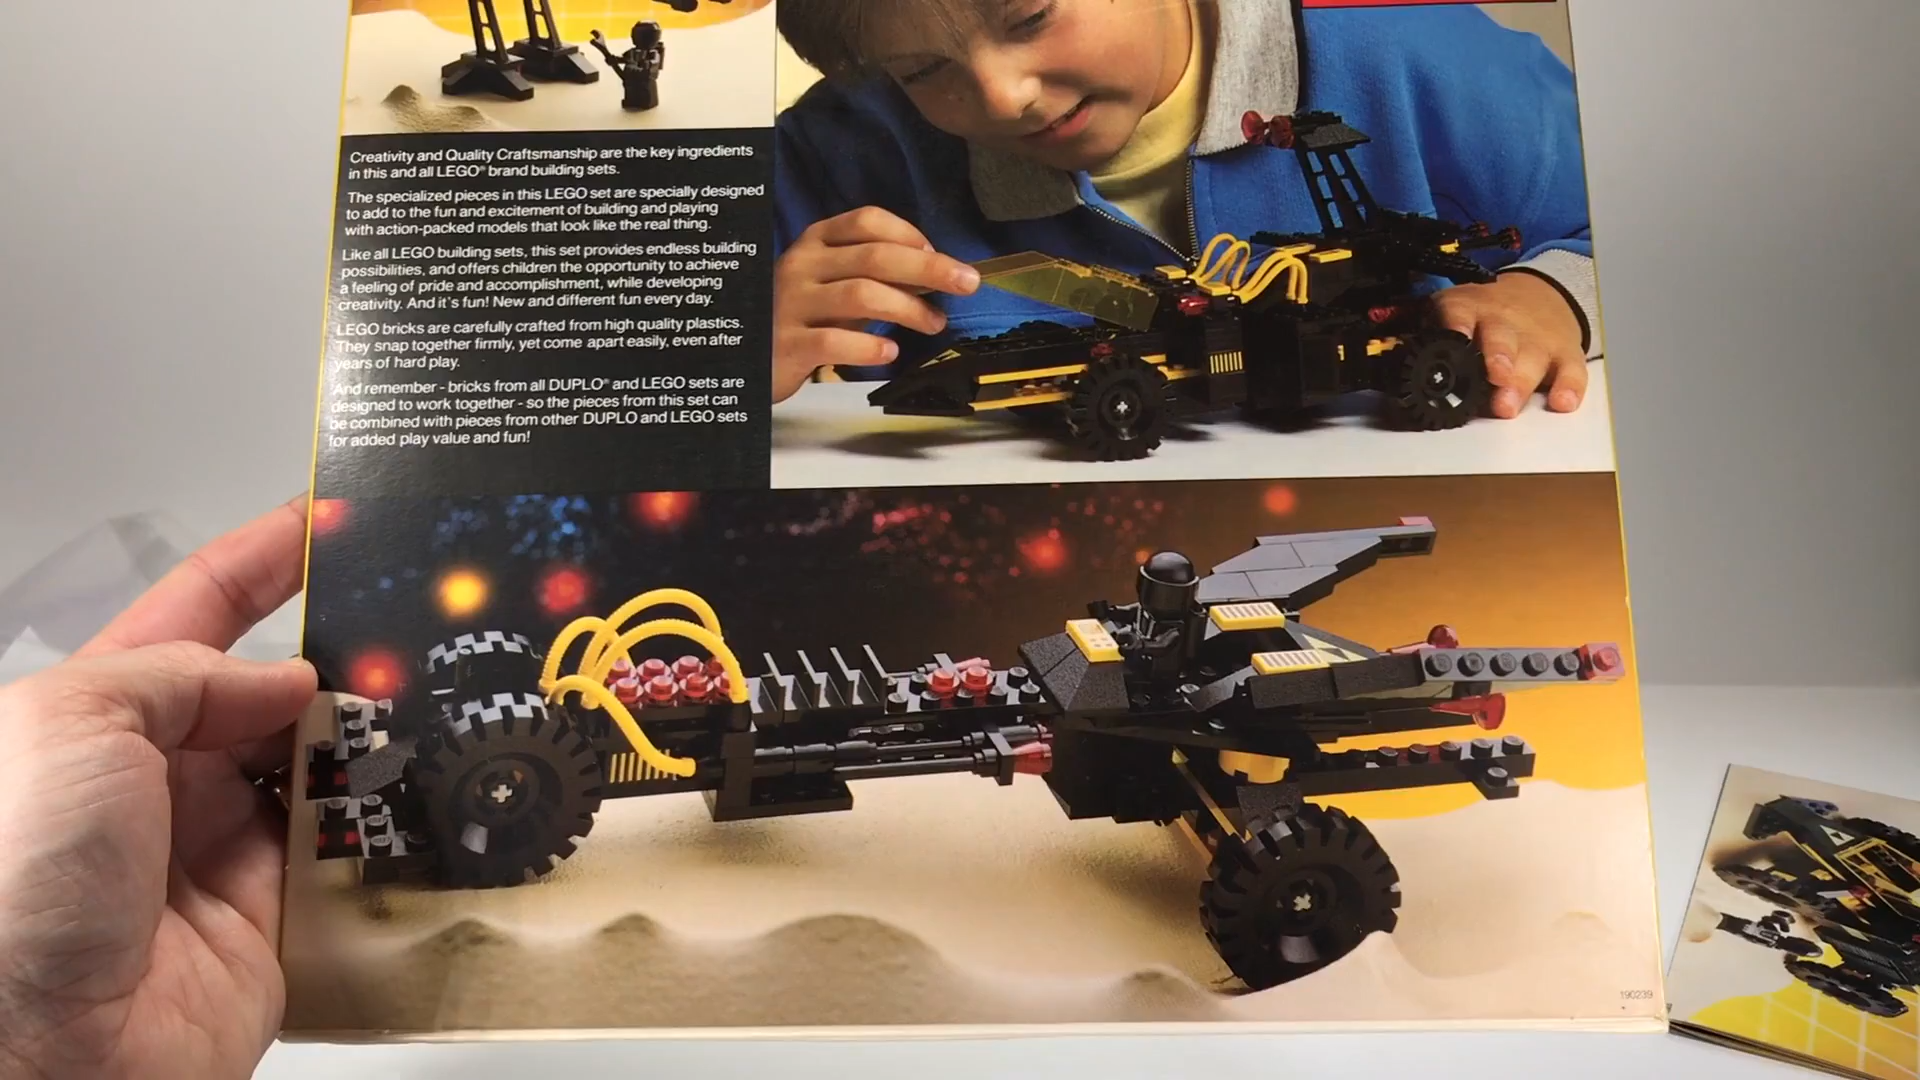 Creativity and Quality Craftsmanship are the key ingredients
in this and all LEGO® brand building sets.
The specialized pieces in this LEGO set are specially designed
to add to the fun and excitement of building and playing
with action-packed models that look like the real thing.
Like all LEGO building sets, this set provides endless building
possibilities, and offers children the opportunity to achieve
a feeling of pride and accomplishment, while developing
creativity. And it's fun! New and different fun every day.
LEGO bricks are carefully crafted from high quality plastics.
They snap together firmly, yet come apart easily, even after
years of hard play.
And remember - bricks from all DUPLO® and LEGO sets are
designed to work together - so the pieces from this set can
be combined with pieces from other DUPLO and LEGO sets
for added play value and fun!
190239